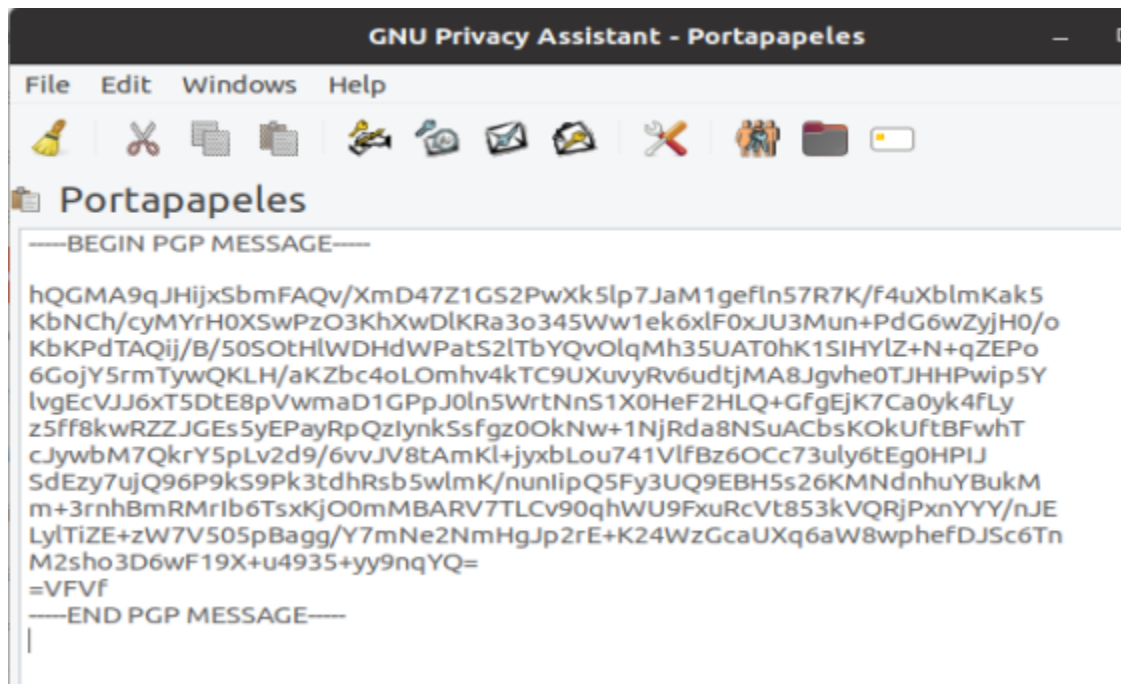 GNU Privacy Assistant - Portapapeles
File Edit Windows Help
Portapapeles
-----BEGIN PGP MESSAGE-----
hQGMA9qJHijxSbmFAQv/XmD47Z1GS2PwXk5lp7JaM1gefln57R7K/f4uXblmKak5
KbNCh/cyMYrH0XSwPzO3KhXwDlKRa3o345Ww1ek6xlF0xJU3Mun+PdG6wZyjH0/o
KbKPdTAQij/B/50SOtHlWDHdWPatS2lTbYQvOlqMh35UAT0hK1SIHYlZ+N+qZEPo
6GojY5rmTywQKLH/aKZbc4oLOmhv4kTC9UXuvyRv6udtjMA8Jgvhe0TJHHPwip5Y
lvgEcVJJ6xT5DtE8pVwmaD1GPpJ0ln5WrtNnS1X0HeF2HLQ+GfgEjK7Ca0yk4fLy
z5ff8kwRZZJGEs5yEPayRpQzIynkSsfgz0OkNw+1NjRda8NSuACbsKOkUftBFwhT
cJywbM7QkrY5pLv2d9/6vvJV8tAmKl+jyxbLou741VlfBz6OCc73uly6tEg0HPIJ
SdEzy7ujQ96P9kS9Pk3tdhRsb5wlmK/nunIipQ5Fy3UQ9EBH5s26KMNdnhuYBukM
m+3rnhBmRMrIb6TsxKjO0mMBARV7TLCv90qhWU9FxuRcVt853kVQRjPxnYYY/nJE
LylTiZE+zW7V505pBagg/Y7mNe2NmHgJp2rE+K24WzGcaUXq6aW8wphefDJSc6Tn
M2sho3D6wF19X+u4935+yy9nqYQ=
=VFVf
-----END PGP MESSAGE-----